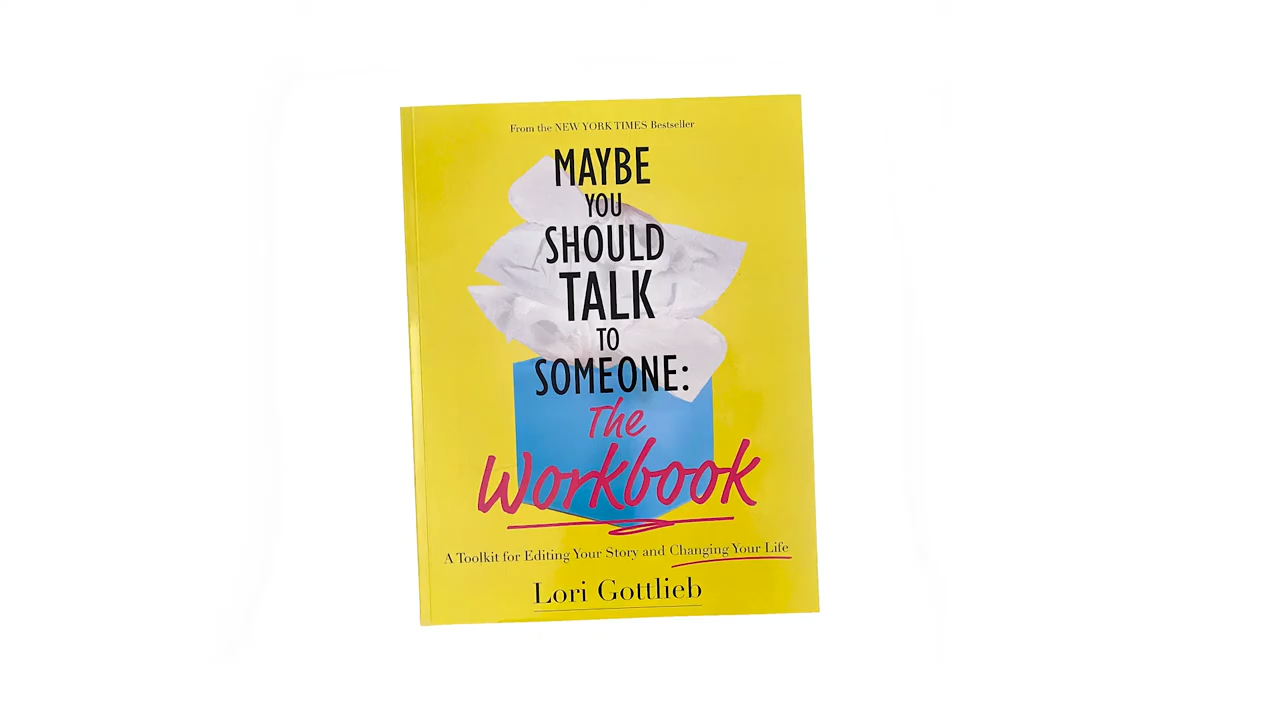 From the NEW YORK TIMES Bestseller
MAYBE
YOU
SHOULD
TALK
TO
SOMEONE:
The
Workbook
A Toolkit for Editing Your Story and Changing Your Life
Lori Gottlieb